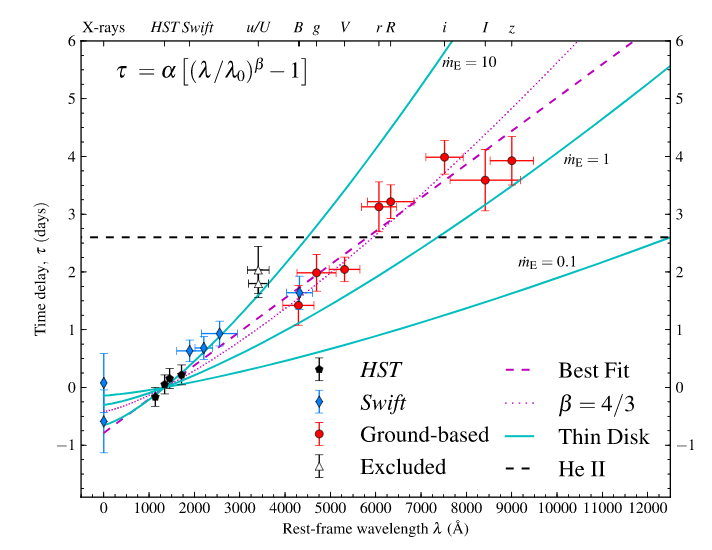 X-rays HST Swift u/U B g V r R i I z
τ = α [(λ/λ₀)^β − 1]
ṁ_E = 10
ṁ_E = 1
ṁ_E = 0.1
6 5 4 3 2 1 0 −1
6 5 4 3 2 1 0 −1
Time delay, τ (days)
HST
Swift
Ground-based
Excluded
Best Fit
β = 4/3
Thin Disk
He II
0 1000 2000 3000 4000 5000 6000 7000 8000 9000 10000 11000 12000
Rest-frame wavelength λ (Å)